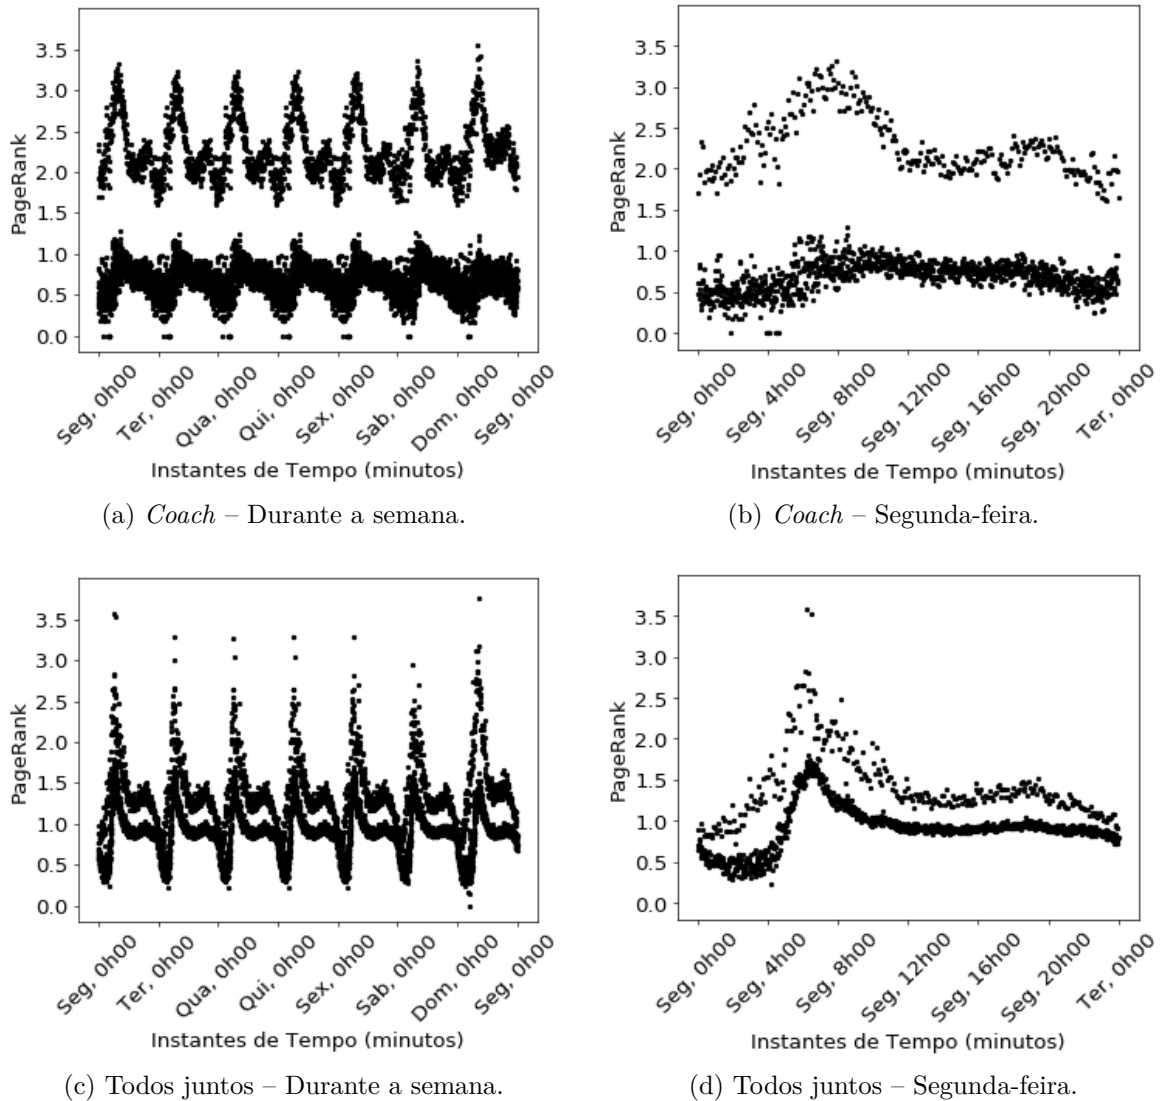 PageRank
3.5
3.0
2.5
2.0
1.5
1.0
0.5
0.0
Seg, 0h00
Ter, 0h00
Qua, 0h00
Qui, 0h00
Sex, 0h00
Sab, 0h00
Dom, 0h00
Seg, 0h00
Instantes de Tempo (minutos)
(a) Coach – Durante a semana.
PageRank
3.5
3.0
2.5
2.0
1.5
1.0
0.5
0.0
Seg, 0h00
Seg, 4h00
Seg, 8h00
Seg, 12h00
Seg, 16h00
Seg, 20h00
Ter, 0h00
Instantes de Tempo (minutos)
(b) Coach – Segunda-feira.
PageRank
3.5
3.0
2.5
2.0
1.5
1.0
0.5
0.0
Seg, 0h00
Ter, 0h00
Qua, 0h00
Qui, 0h00
Sex, 0h00
Sab, 0h00
Dom, 0h00
Seg, 0h00
Instantes de Tempo (minutos)
(c) Todos juntos – Durante a semana.
PageRank
3.5
3.0
2.5
2.0
1.5
1.0
0.5
0.0
Seg, 0h00
Seg, 4h00
Seg, 8h00
Seg, 12h00
Seg, 16h00
Seg, 20h00
Ter, 0h00
Instantes de Tempo (minutos)
(d) Todos juntos – Segunda-feira.